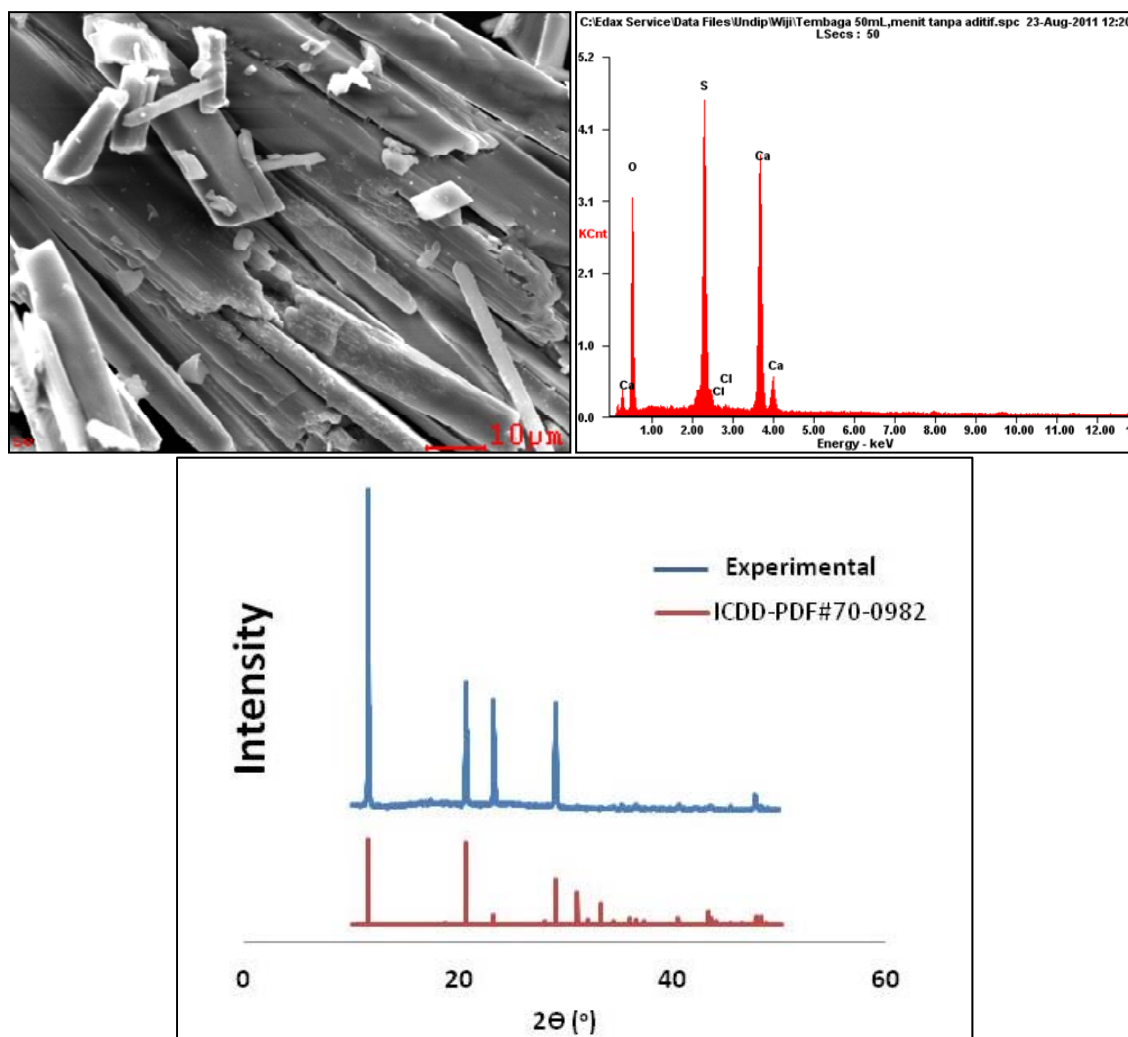 C:\Edax Service\Data Files\Undip\Wiji\Tembaga 50mL,menit tanpa aditif.spc 23-Aug-2011 12:20
LSecs : 50
5.2
4.1
3.1
KCnt
2.1
1.0
0.0
O
S
Ca
Ca
Cl
Cl
Ca
1.00 2.00 3.00 4.00 5.00 6.00 7.00 8.00 9.00 10.00 11.00 12.00
Energy - keV
10µm
Intensity
Experimental
ICDD-PDF#70-0982
0 20 40 60
2Θ (°)